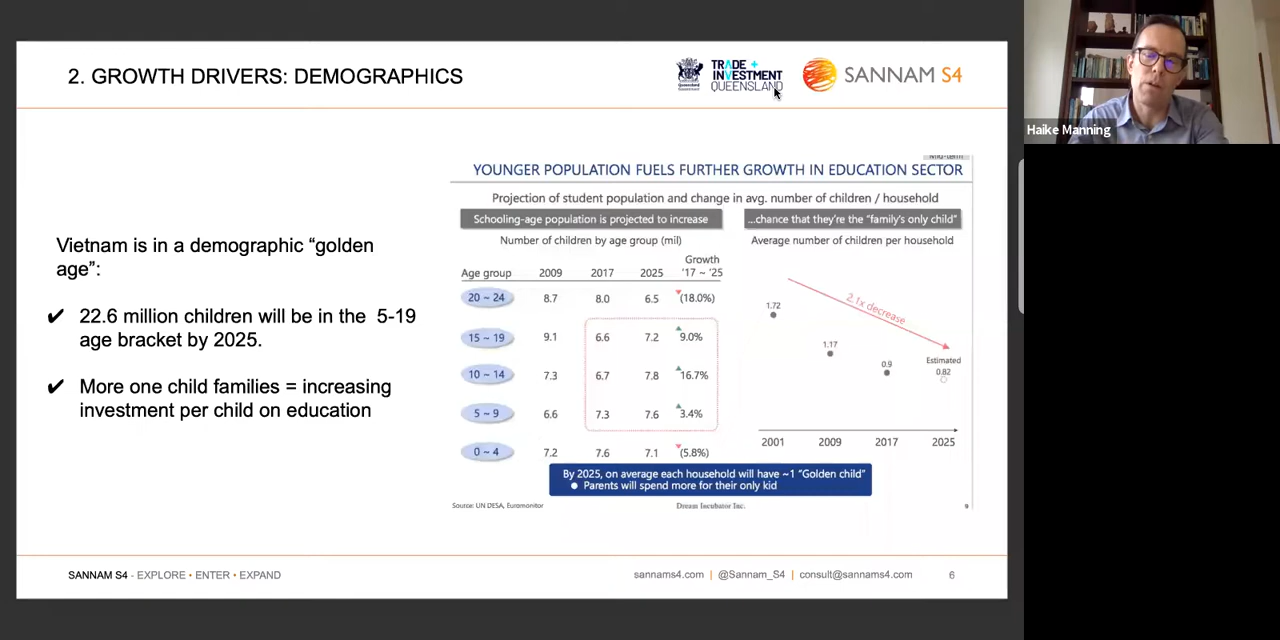 2. GROWTH DRIVERS: DEMOGRAPHICS
TRADE +
INVESTMENT
QUEENSLAND
SANNAM S4
Haike Manning
Vietnam is in a demographic “golden
age”:
✔ 22.6 million children will be in the 5-19
age bracket by 2025.
✔ More one child families = increasing
investment per child on education
YOUNGER POPULATION FUELS FURTHER GROWTH IN EDUCATION SECTOR
Projection of student population and change in avg. number of children / household
Schooling-age population is projected to increase
Number of children by age group (mil)
Growth
Age group 2009 2017 2025 '17 ~ '25
20 ~ 24 8.7 8.0 6.5 (18.0%)
15 ~ 19 9.1 6.6 7.2 9.0%
10 ~ 14 7.3 6.7 7.8 16.7%
5 ~ 9 6.6 7.3 7.6 3.4%
0 ~ 4 7.2 7.6 7.1 (5.8%)
...chance that they're the “family's only child”
Average number of children per household
2.1x decrease
1.72
1.17
0.9
Estimated
0.82
2001 2009 2017 2025
By 2025, on average each household will have ~1 “Golden child”
● Parents will spend more for their only kid
Source: UN DESA, Euromonitor
Dream Incubator Inc.
9
SANNAM S4 - EXPLORE • ENTER • EXPAND
sannams4.com | @Sannam_S4 | consult@sannams4.com 6